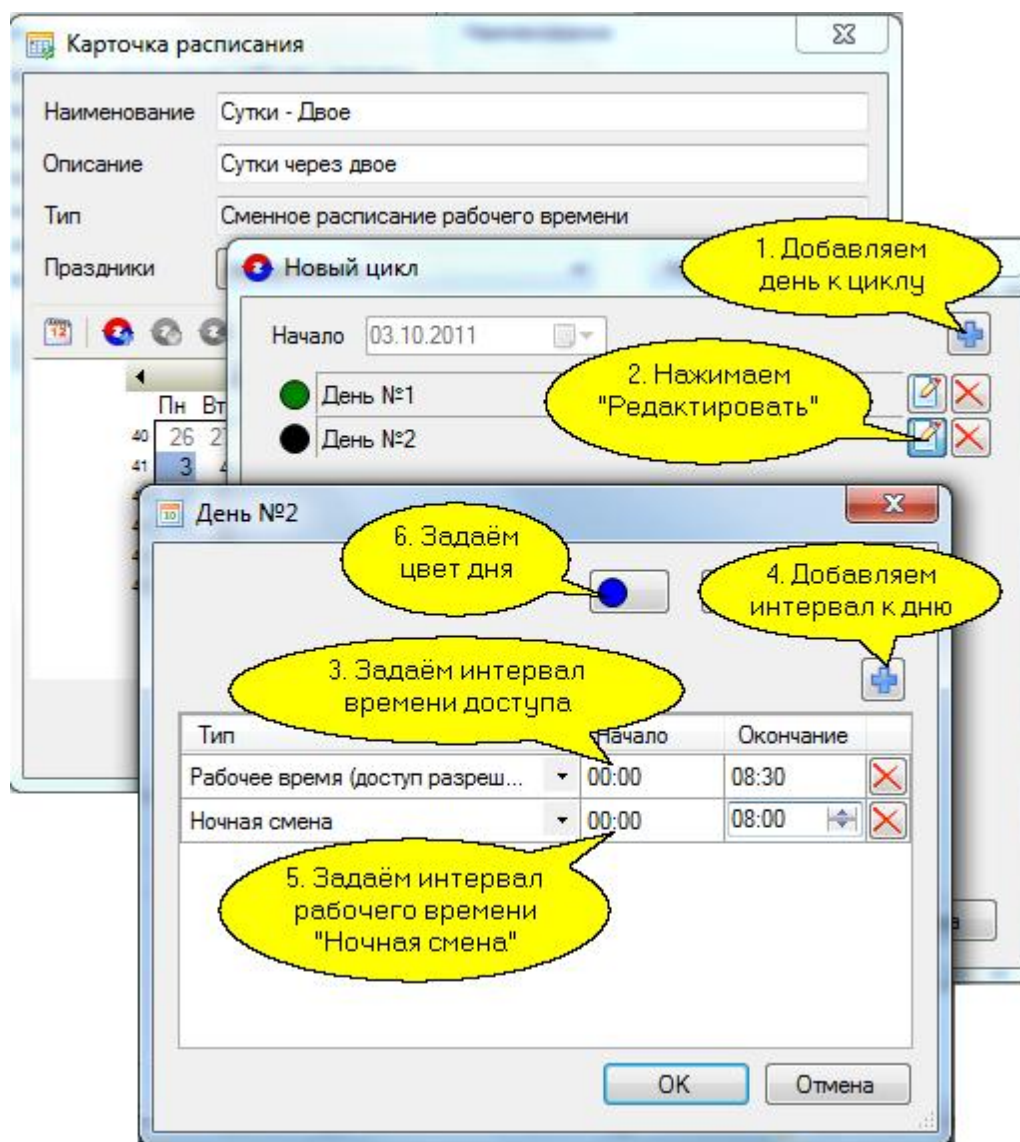 Карточка расписания
Наименование Сутки - Двое
Описание Сутки через двое
Тип Сменное расписание рабочего времени
Праздники
Новый цикл
1. Добавляем
день к циклу
12
Начало 03.10.2011
2. Нажимаем
"Редактировать"
День №1
День №2
Пн Вт
40 26
41 3
10 День №2
6. Задаём
цвет дня
4. Добавляем
интервал к дню
3. Задаём интервал
времени доступа
Тип Начало Окончание
Рабочее время (доступ разреш... 00:00 08:30
Ночная смена 00:00 08:00
5. Задаём интервал
рабочего времени
"Ночная смена"
OK Отмена